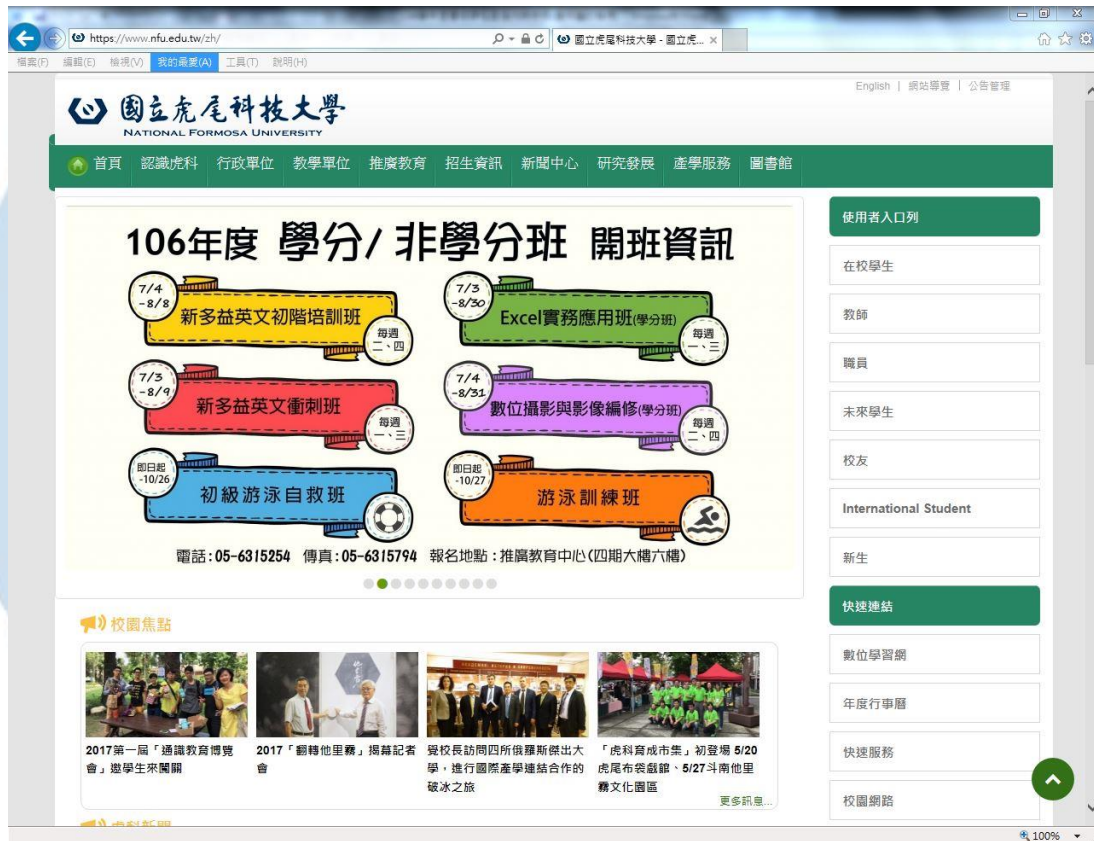 https://www.nfu.edu.tw/zh/
國立虎尾科技大學 - 國立虎... ×
檔案(F) 編輯(E) 檢視(V) 我的最愛(A) 工具(T) 說明(H)
English | 網站導覽 | 公告管理
國立虎尾科技大學
NATIONAL FORMOSA UNIVERSITY
首頁 認識虎科 行政單位 教學單位 推廣教育 招生資訊 新聞中心 研究發展 產學服務 圖書館
106年度 學分/非學分班 開班資訊
7/4
-8/8
新多益英文初階培訓班
每週
二、四
7/3
-8/30
Excel實務應用班(學分班)
每週
一、三
7/3
-8/9
新多益英文衝刺班
每週
一、三
7/4
-8/31
數位攝影與影像編修(學分班)
每週
二、四
即日起
-10/26
初級游泳自救班
即日起
-10/27
游泳訓練班
電話:05-6315254 傳真:05-6315794 報名地點:推廣教育中心(四期大樓六樓)
校園焦點
2017第一屆「通識教育博覽
會」邀學生來闖關
2017「翻轉他里霧」揭幕記者
會
覺校長訪問四所俄羅斯傑出大
學,進行國際產學連結合作的
破冰之旅
「虎科育成市集」初登場 5/20
虎尾布袋戲館、5/27斗南他里
霧文化園區
更多訊息...
虎科新聞
使用者入口列
在校學生
教師
職員
未來學生
校友
International Student
新生
快速連結
數位學習網
年度行事曆
快速服務
校園網路
100%